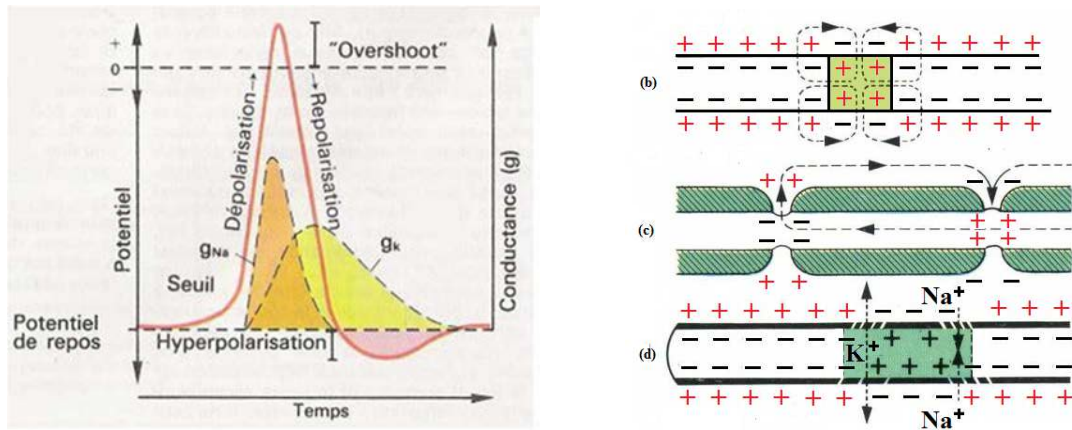 +
0
−
"Overshoot"
Potentiel
Dépolarisation
Repolarisation
Conductance (g)
gNa
gK
Seuil
Potentiel
de repos
Hyperpolarisation
Temps
+ + + + + + − − + + + + + +
(b)
− − − − − − + + − − − − − −
− − − − − − + + − − − − − −
+ + + + + + − − + + + + + +
+ + − −
(c)
− − + +
− − + +
+ + − −
Na⁺
+ + + + + + + − − − + + + +
(d)
K⁺
Na⁺